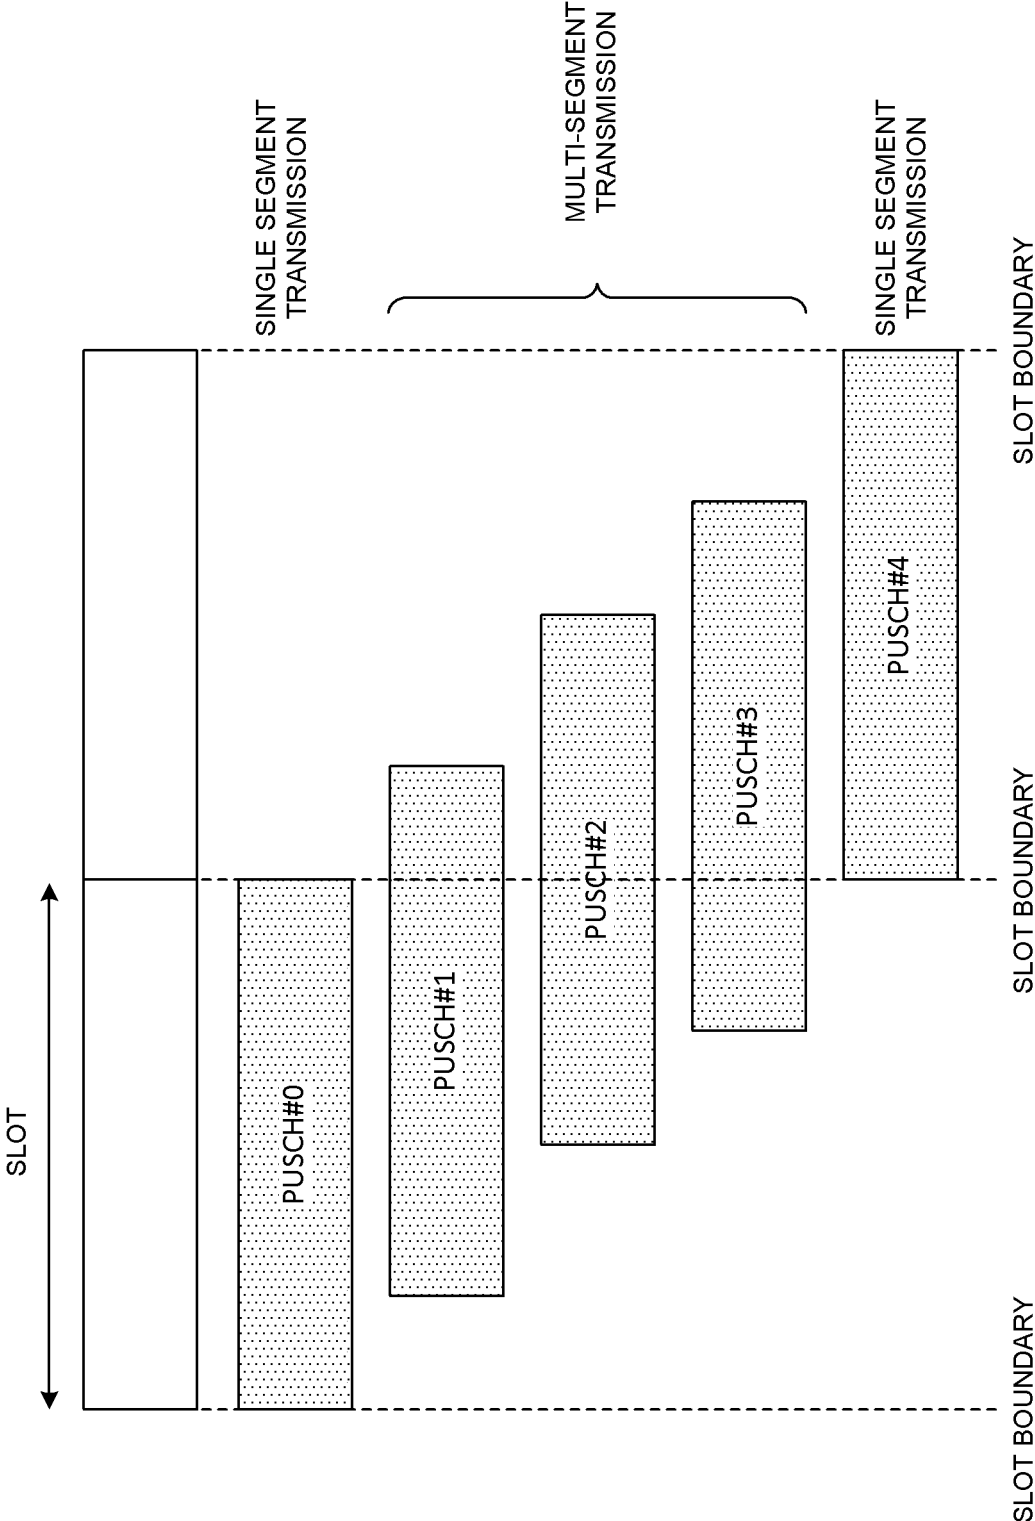 SLOT
PUSCH#0
SINGLE SEGMENT
TRANSMISSION
PUSCH#1
PUSCH#2
MULTI-SEGMENT
TRANSMISSION
PUSCH#3
PUSCH#4
SINGLE SEGMENT
TRANSMISSION
SLOT BOUNDARY
SLOT BOUNDARY
SLOT BOUNDARY